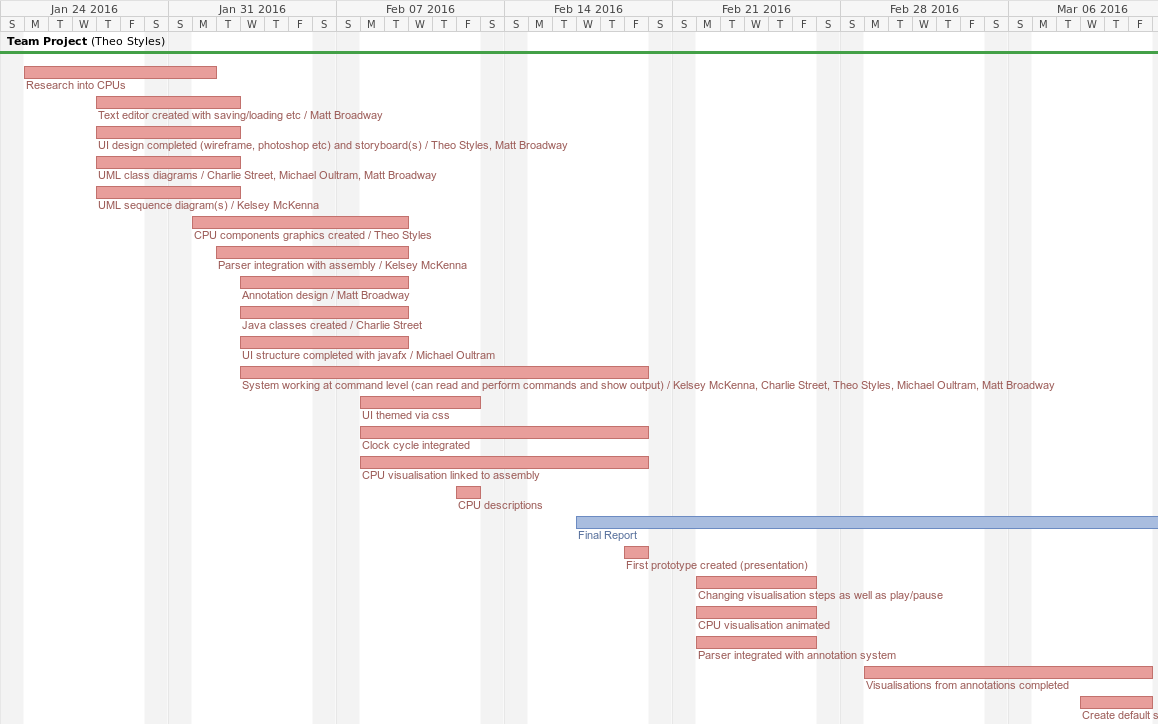 Jan 24 2016 Jan 31 2016 Feb 07 2016 Feb 14 2016 Feb 21 2016 Feb 28 2016 Mar 06 2016
S M T W T F S S M T W T F S S M T W T F S S M T W T F S S M T W T F S S M T W T F S S M T W T F
Team Project (Theo Styles)
Research into CPUs
Text editor created with saving/loading etc / Matt Broadway
UI design completed (wireframe, photoshop etc) and storyboard(s) / Theo Styles, Matt Broadway
UML class diagrams / Charlie Street, Michael Oultram, Matt Broadway
UML sequence diagram(s) / Kelsey McKenna
CPU components graphics created / Theo Styles
Parser integration with assembly / Kelsey McKenna
Annotation design / Matt Broadway
Java classes created / Charlie Street
UI structure completed with javafx / Michael Oultram
System working at command level (can read and perform commands and show output) / Kelsey McKenna, Charlie Street, Theo Styles, Michael Oultram, Matt Broadway
UI themed via css
Clock cycle integrated
CPU visualisation linked to assembly
CPU descriptions
Final Report
First prototype created (presentation)
Changing visualisation steps as well as play/pause
CPU visualisation animated
Parser integrated with annotation system
Visualisations from annotations completed
Create default s